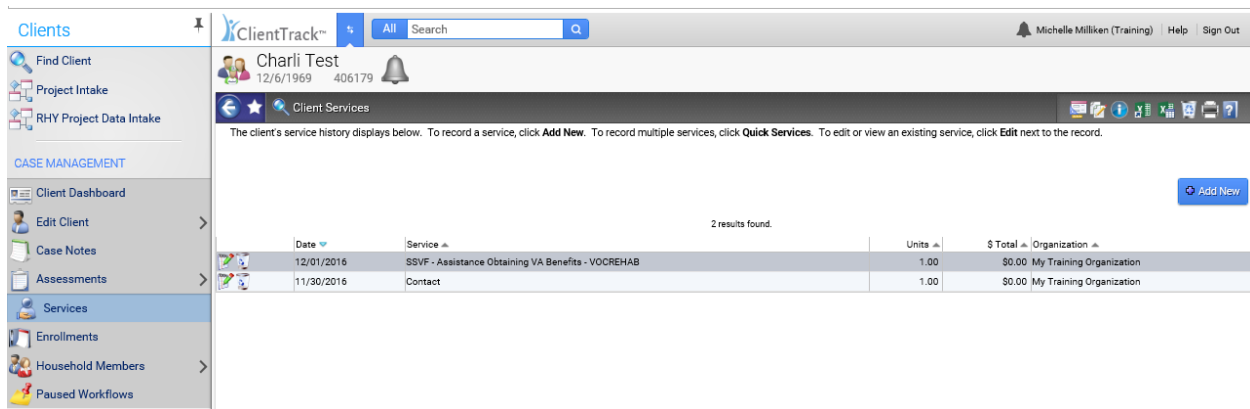 Clients
Find Client
Project Intake
RHY Project Data Intake
CASE MANAGEMENT
Client Dashboard
Edit Client
Case Notes
Assessments
Services
Enrollments
Household Members
Paused Workflows
ClientTrack™
All Search
Michelle Milliken (Training) Help Sign Out
Charli Test
12/6/1969 406179
Client Services
The client's service history displays below. To record a service, click Add New. To record multiple services, click Quick Services. To edit or view an existing service, click Edit next to the record.
Add New
2 results found.
Date Service Units $ Total Organization
12/01/2016 SSVF - Assistance Obtaining VA Benefits - VOCREHAB 1.00 $0.00 My Training Organization
11/30/2016 Contact 1.00 $0.00 My Training Organization